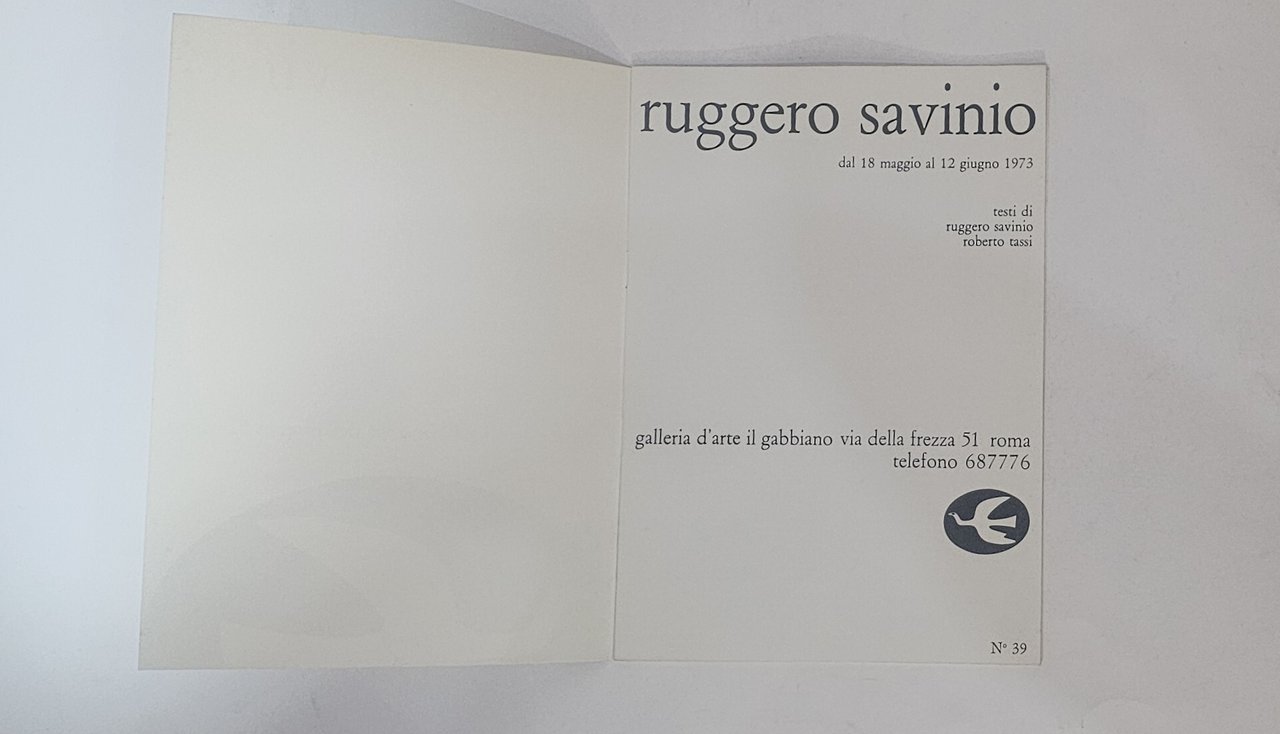 ruggero savinio
dal 18 maggio al 12 giugno 1973
testi di
ruggero savinio
roberto tassi
galleria d'arte il gabbiano via della frezza 51 roma
telefono 687776
N° 39